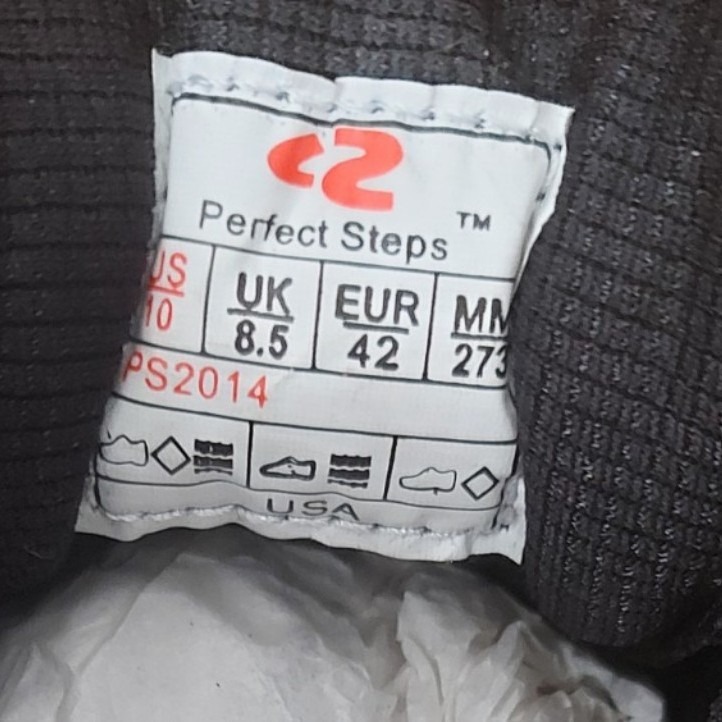 Perfect Steps ™
US UK EUR MM
10 8.5 42 273
PS2014
USA